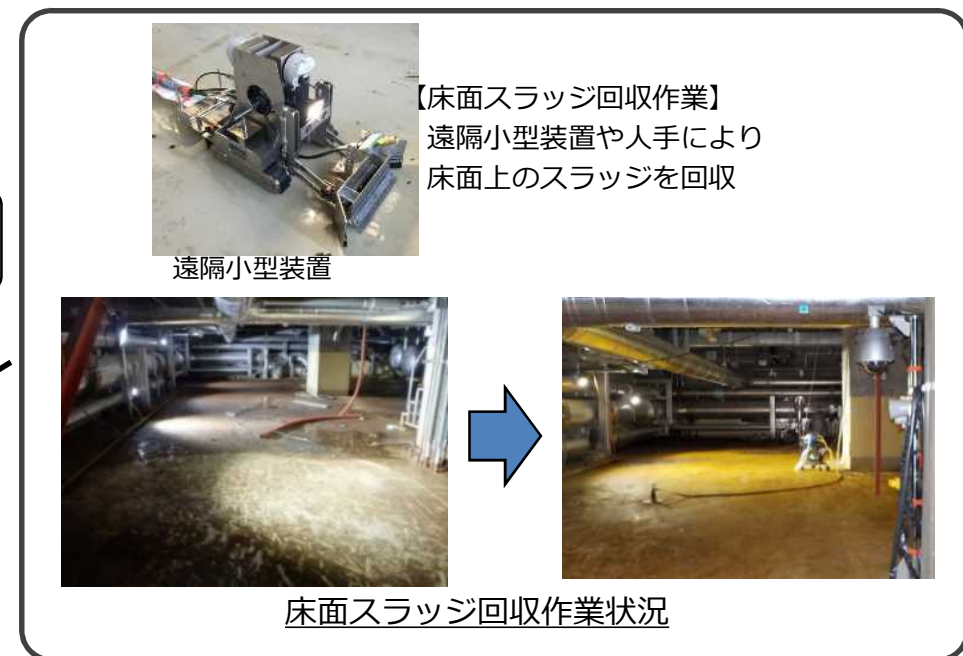 【床面スラッジ回収作業】
遠隔小型装置や人手により
床面上のスラッジを回収
遠隔小型装置
床面スラッジ回収作業状況